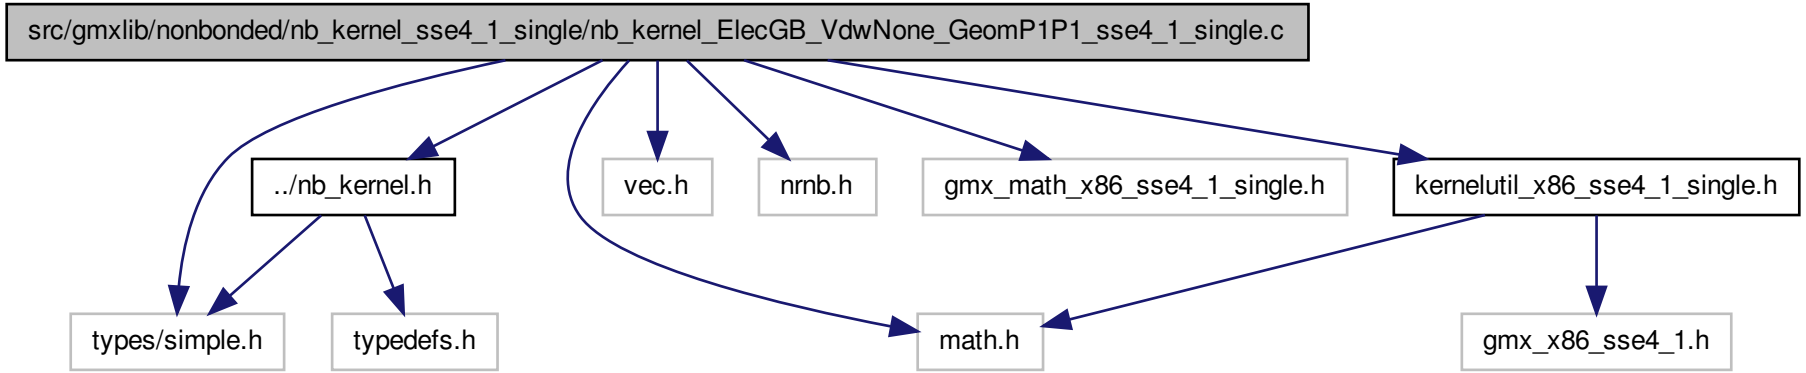 src/gmxlib/nonbonded/nb_kernel_sse4_1_single/nb_kernel_ElecGB_VdwNone_GeomP1P1_sse4_1_single.c
../nb_kernel.h
vec.h
nrnb.h
gmx_math_x86_sse4_1_single.h
kernelutil_x86_sse4_1_single.h
types/simple.h
typedefs.h
math.h
gmx_x86_sse4_1.h